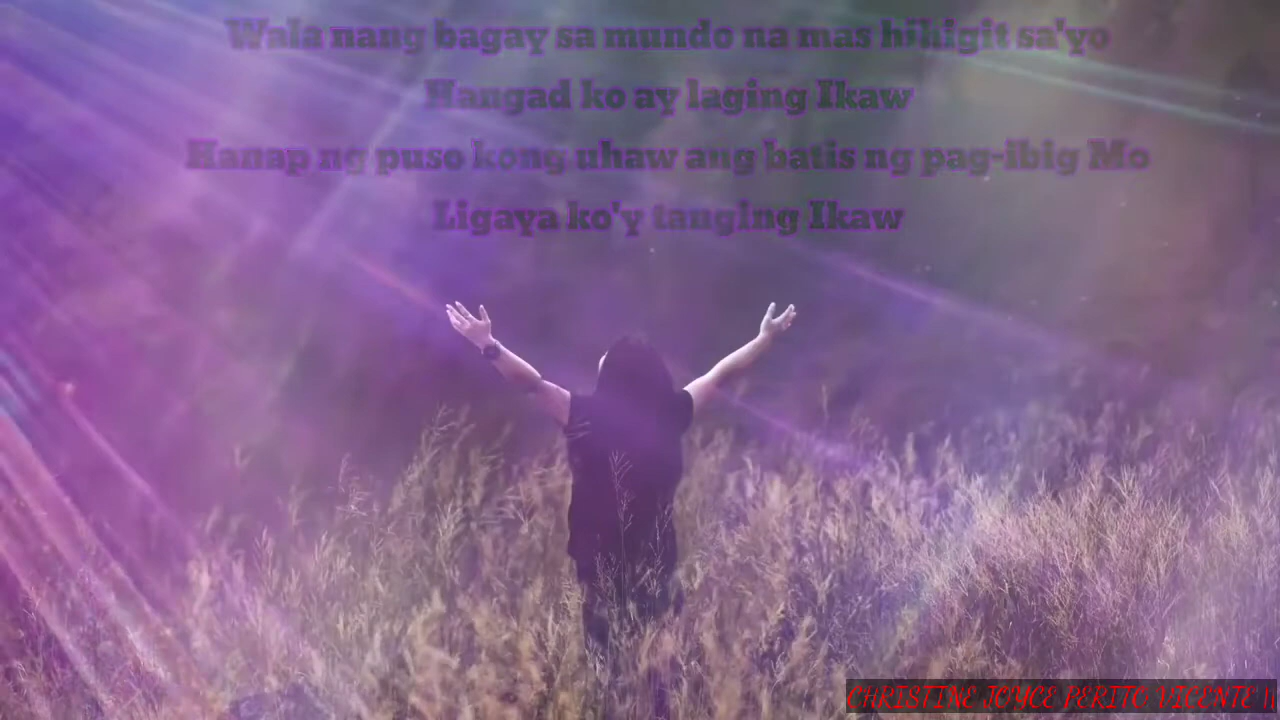 Wala nang bagay sa mundo na mas hihigit sa'yo
Hangad ko ay laging Ikaw
Hanap ng puso kong uhaw ang batis ng pag-ibig Mo
Ligaya ko'y tanging Ikaw
CHRISTINE JOYCE PERITO VICENTE ||